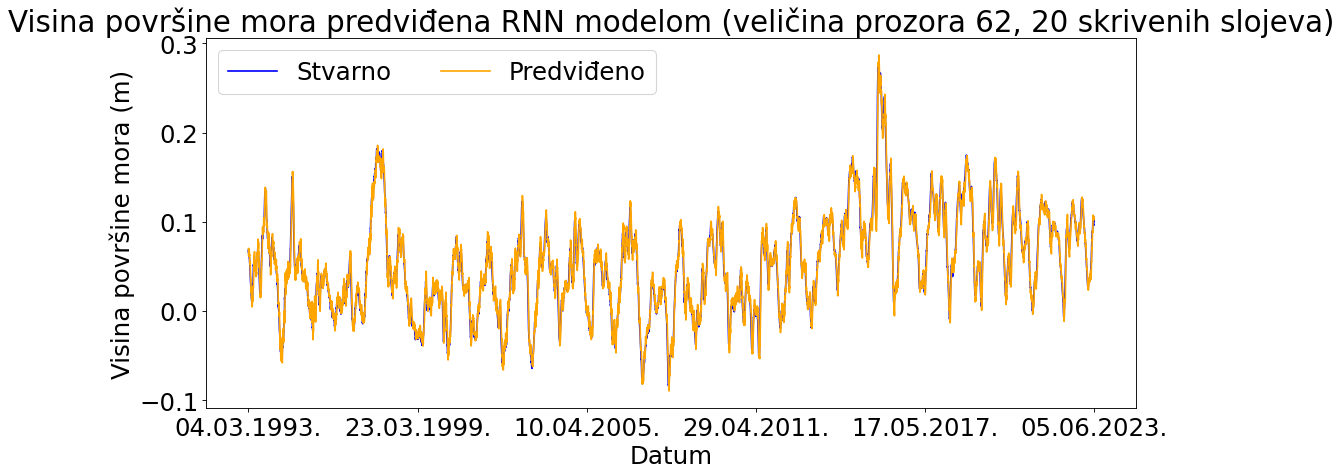 Visina površine mora predviđena RNN modelom (veličina prozora 62, 20 skrivenih slojeva)
Stvarno Predviđeno
Visina površine mora (m)
0.3
0.2
0.1
0.0
−0.1
04.03.1993. 23.03.1999. 10.04.2005. 29.04.2011. 17.05.2017. 05.06.2023.
Datum